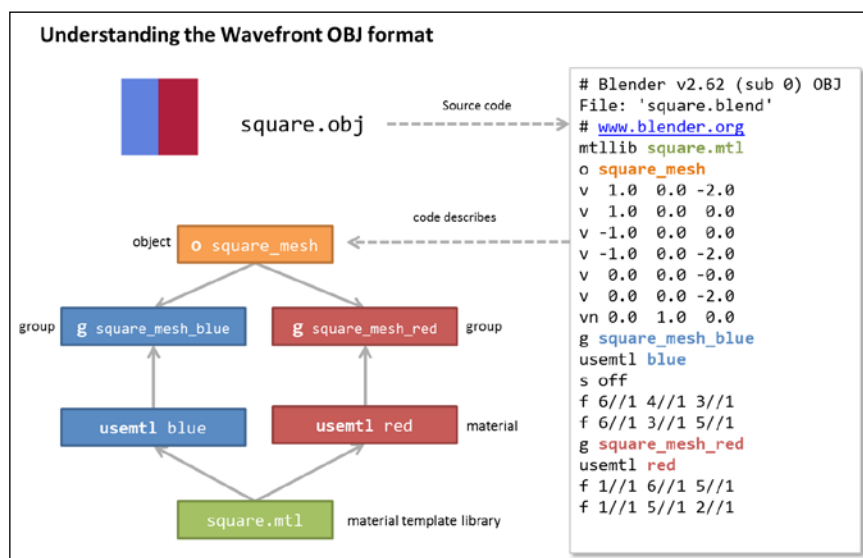 Understanding the Wavefront OBJ format
square.obj
Source code
code describes
object
o square_mesh
group
g square_mesh_blue
g square_mesh_red
group
usemtl blue
usemtl red
material
square.mtl
material template library
# Blender v2.62 (sub 0) OBJ
File: 'square.blend'
# www.blender.org
mtllib square.mtl
o square_mesh
v 1.0 0.0 -2.0
v 1.0 0.0 0.0
v -1.0 0.0 0.0
v -1.0 0.0 -2.0
v 0.0 0.0 -0.0
v 0.0 0.0 -2.0
vn 0.0 1.0 0.0
g square_mesh_blue
usemtl blue
s off
f 6//1 4//1 3//1
f 6//1 3//1 5//1
g square_mesh_red
usemtl red
f 1//1 6//1 5//1
f 1//1 5//1 2//1